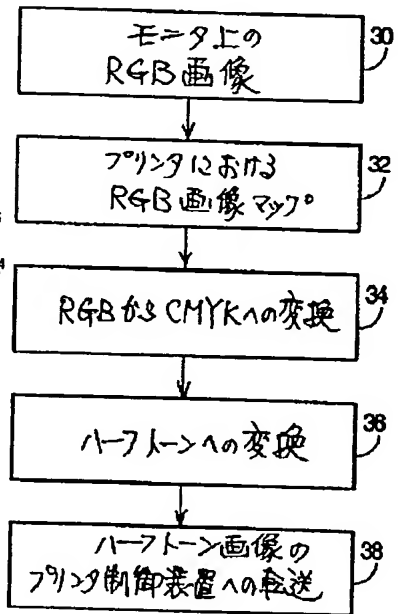 モニタ上の
RGB画像
30
プリンタにおける
RGB画像マップ
32
RGBからCMYKへの変換
34
ハーフトーンへの変換
36
ハーフトーン画像の
プリンタ制御装置への転送
38